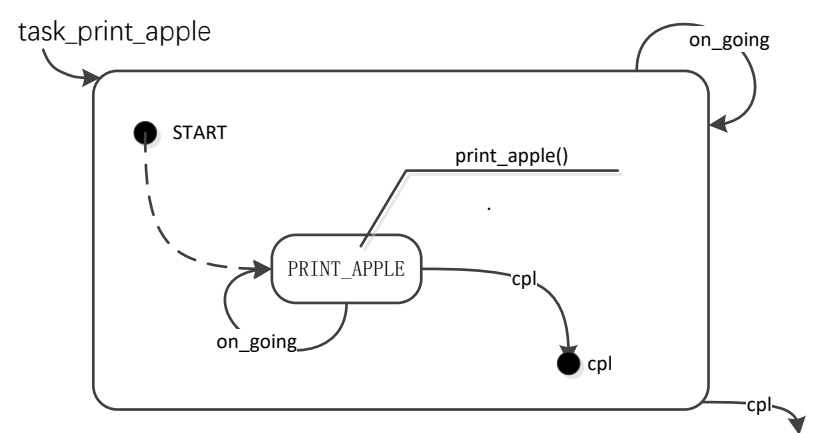 task_print_apple
on_going
START
print_apple()
.
PRINT_APPLE
cpl
on_going
cpl
cpl